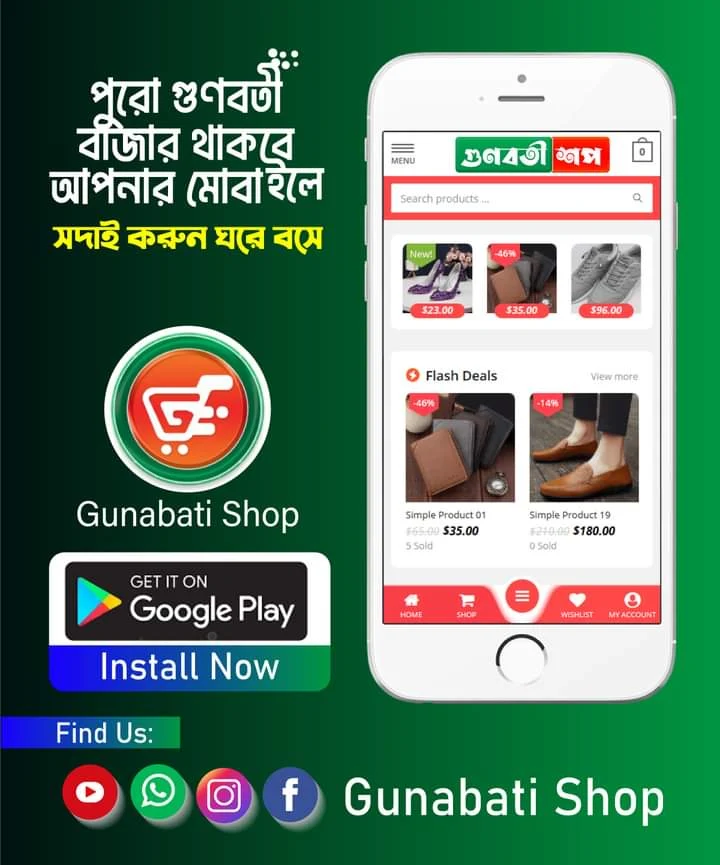 পুরো গুণবতী
বাজার থাকবে
আপনার মোবাইলে
সদাই করুন ঘরে বসে
Gunabati Shop
GET IT ON
Google Play
Install Now
Find Us:
Gunabati Shop
MENU
গুণবতী শপ
0
Search products ...
New!
-46%
$23.00
$35.00
$96.00
Flash Deals
View more
-46%
-14%
Simple Product 01
Simple Product 19
$65.00 $35.00
$210.00 $180.00
5 Sold
0 Sold
HOME
SHOP
WISHLIST
MY ACCOUNT